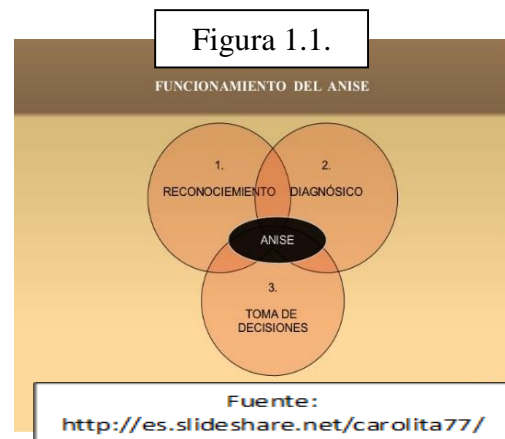 Figura 1.1.
FUNCIONAMIENTO DEL ANISE
1.
RECONOCIEMIENTO
2.
DIAGNÓSICO
ANISE
3.
TOMA DE
DECISIONES
Fuente:
http://es.slideshare.net/carolita77/